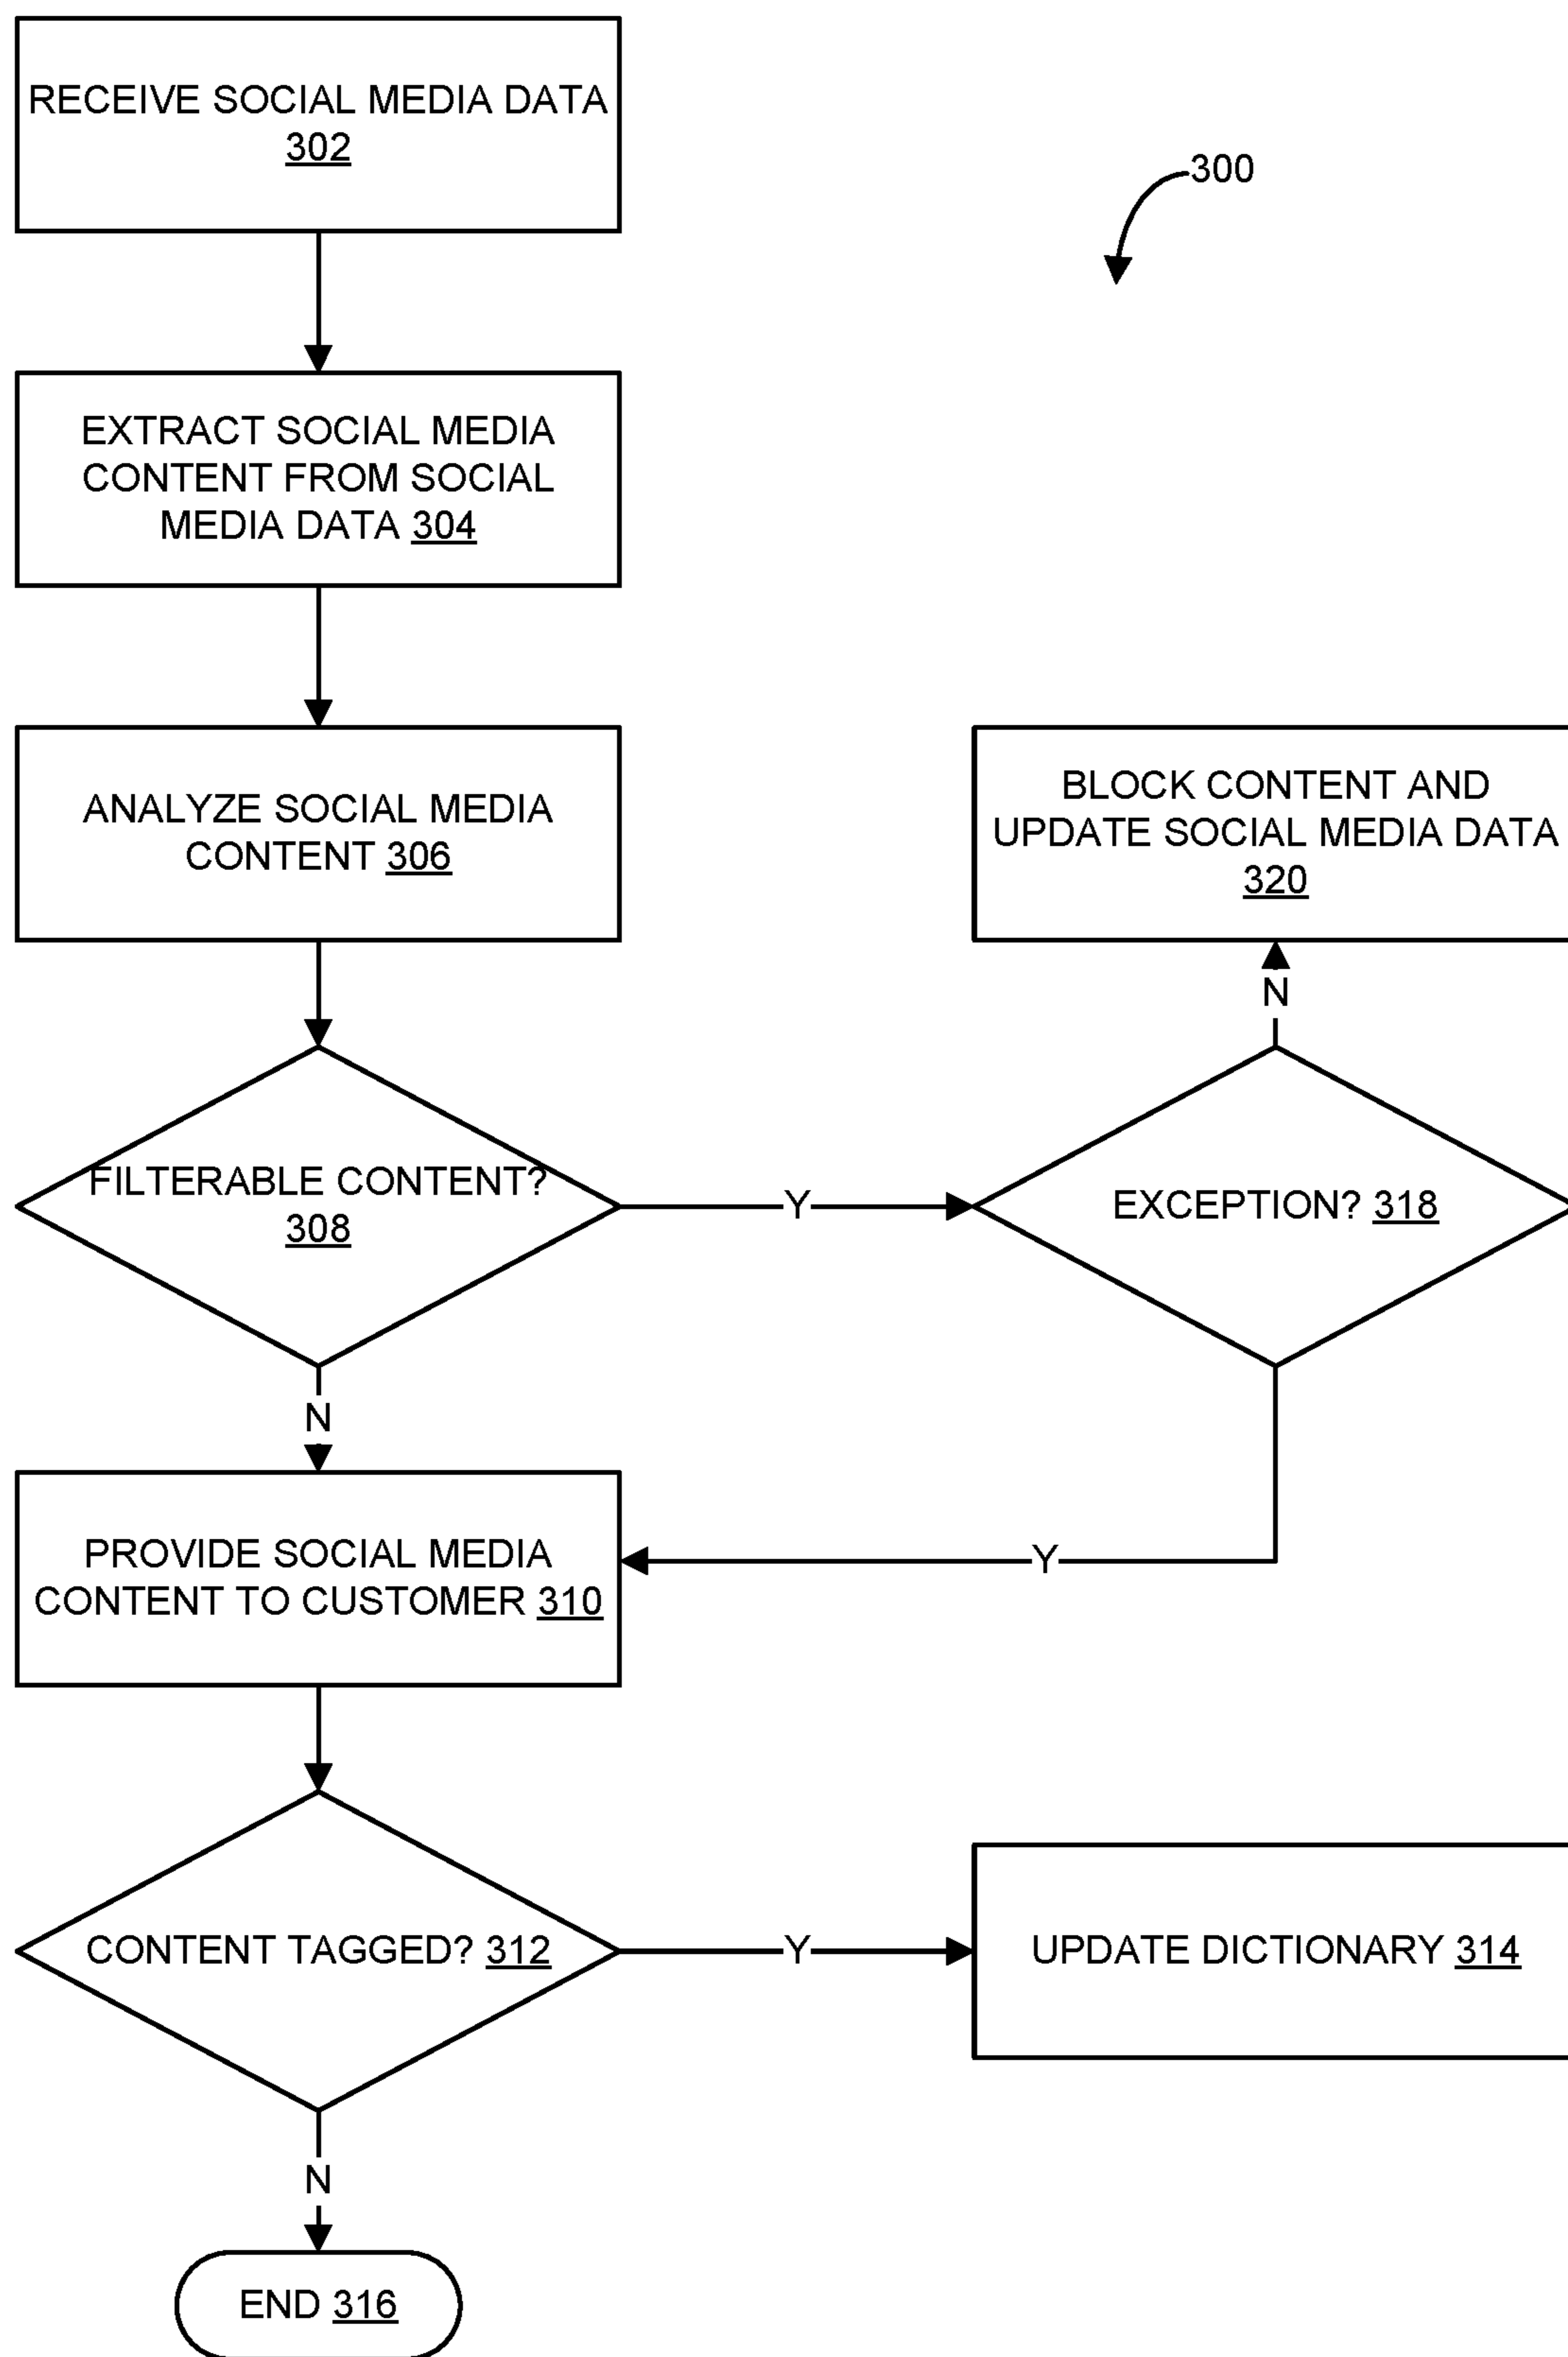 RECEIVE SOCIAL MEDIA DATA
302
300
EXTRACT SOCIAL MEDIA
CONTENT FROM SOCIAL
MEDIA DATA 304
ANALYZE SOCIAL MEDIA
CONTENT 306
BLOCK CONTENT AND
UPDATE SOCIAL MEDIA DATA
320
N
FILTERABLE CONTENT?
308
Y
EXCEPTION? 318
N
PROVIDE SOCIAL MEDIA
CONTENT TO CUSTOMER 310
Y
CONTENT TAGGED? 312
Y
UPDATE DICTIONARY 314
N
END 316